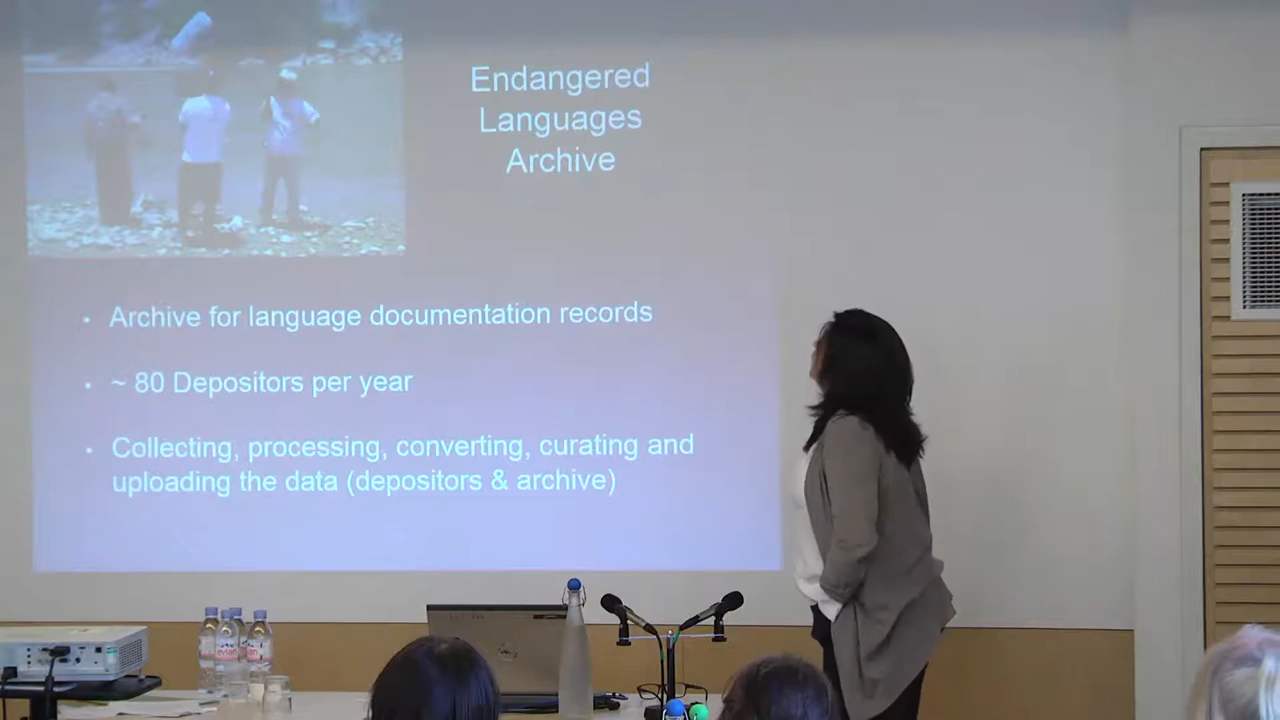 Endangered
Languages
Archive
• Archive for language documentation records
• ~ 80 Depositors per year
• Collecting, processing, converting, curating and
uploading the data (depositors & archive)
evian